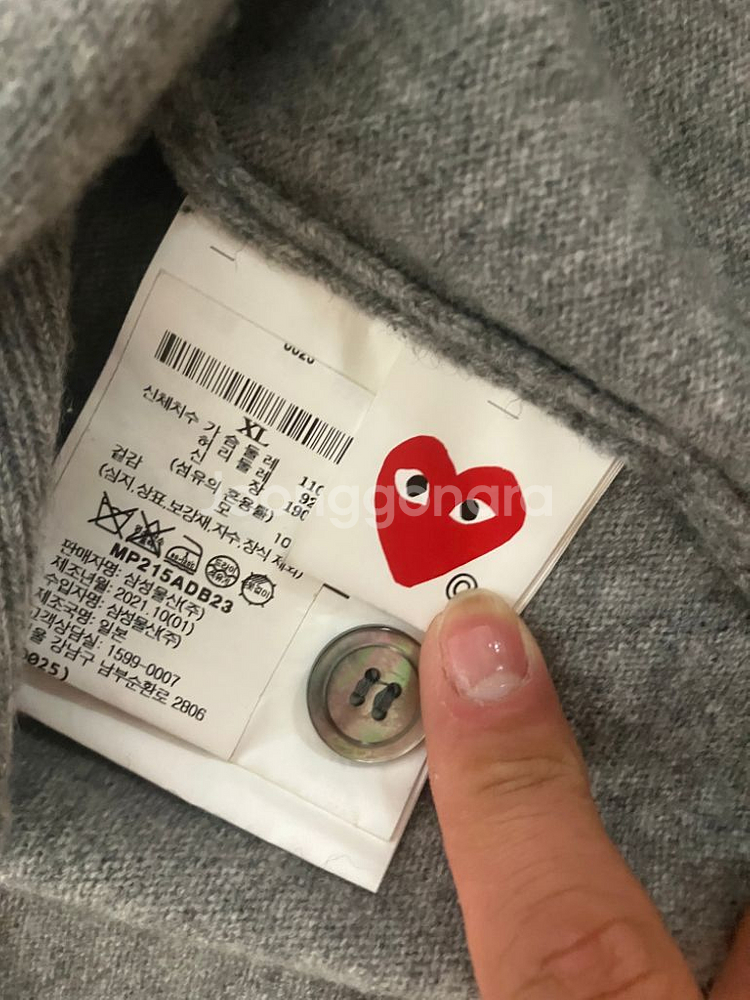 0020
XL
신체치수 가슴둘레 110
허리둘레 92
신장 190
(섬유의 혼용률)
겉감 모 10
(심지,상표,보강재,자수,장식 제외)
MP215ADB23
판매자명: 삼성물산(주)
제조년월: 2021.10(01)
수입자명: 삼성물산(주)
제조국명: 일본
고객상담실: 1599-0007
울 강남구 남부순환로 2806
0025)
©
Joonggonara